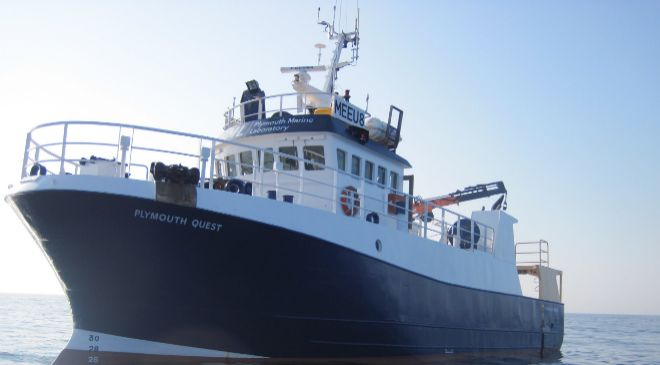 Plymouth Marine
Laboratory
MEEU8
PLYMOUTH QUEST
30
28
26